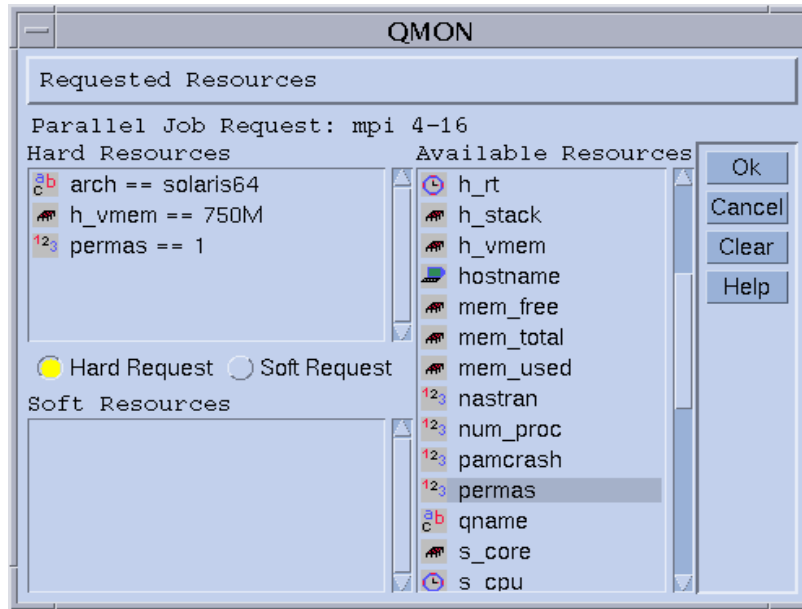 QMON
Requested Resources
Parallel Job Request: mpi 4-16
Hard Resources
arch == solaris64
h_vmem == 750M
permas == 1
Hard Request
Soft Request
Soft Resources
Available Resources
h_rt
h_stack
h_vmem
hostname
mem_free
mem_total
mem_used
nastran
num_proc
pamcrash
permas
qname
s_core
s_cpu
Ok
Cancel
Clear
Help